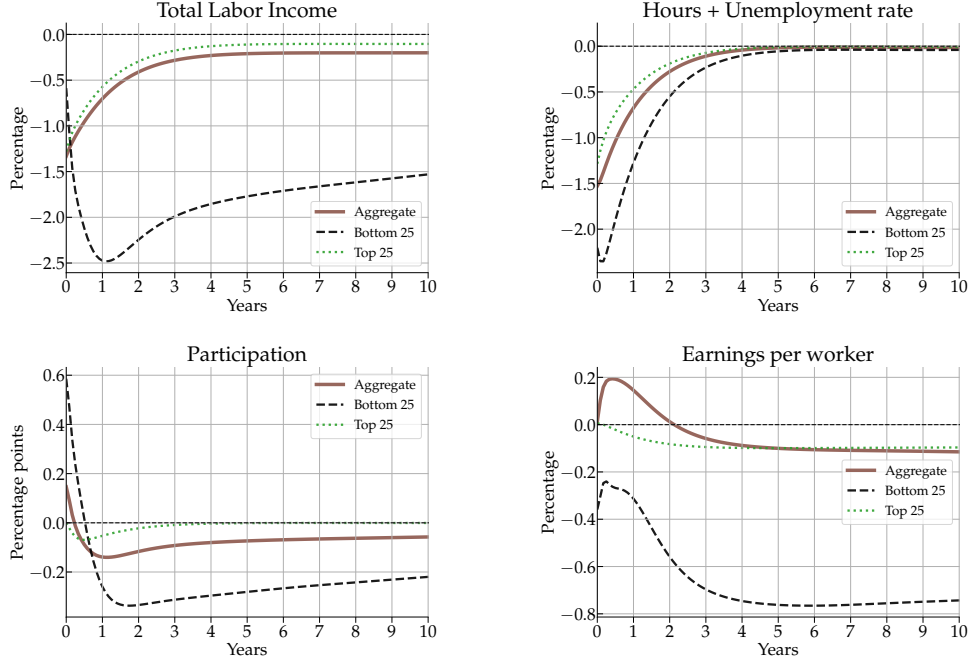 Total Labor Income
Percentage
0.0
−0.5
−1.0
−1.5
−2.0
−2.5
Aggregate
Bottom 25
Top 25
0 1 2 3 4 5 6 7 8 9 10
Years
Hours + Unemployment rate
Percentage
0.0
−0.5
−1.0
−1.5
−2.0
Aggregate
Bottom 25
Top 25
0 1 2 3 4 5 6 7 8 9 10
Years
Participation
Percentage points
0.6
0.4
0.2
0.0
−0.2
Aggregate
Bottom 25
Top 25
0 1 2 3 4 5 6 7 8 9 10
Years
Earnings per worker
Percentage
0.2
0.0
−0.2
−0.4
−0.6
−0.8
Aggregate
Bottom 25
Top 25
0 1 2 3 4 5 6 7 8 9 10
Years